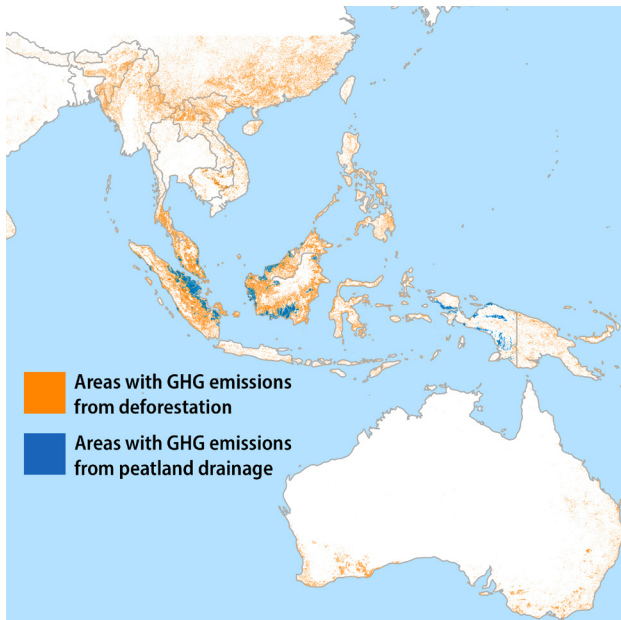 Areas with GHG emissions
from deforestation
Areas with GHG emissions
from peatland drainage